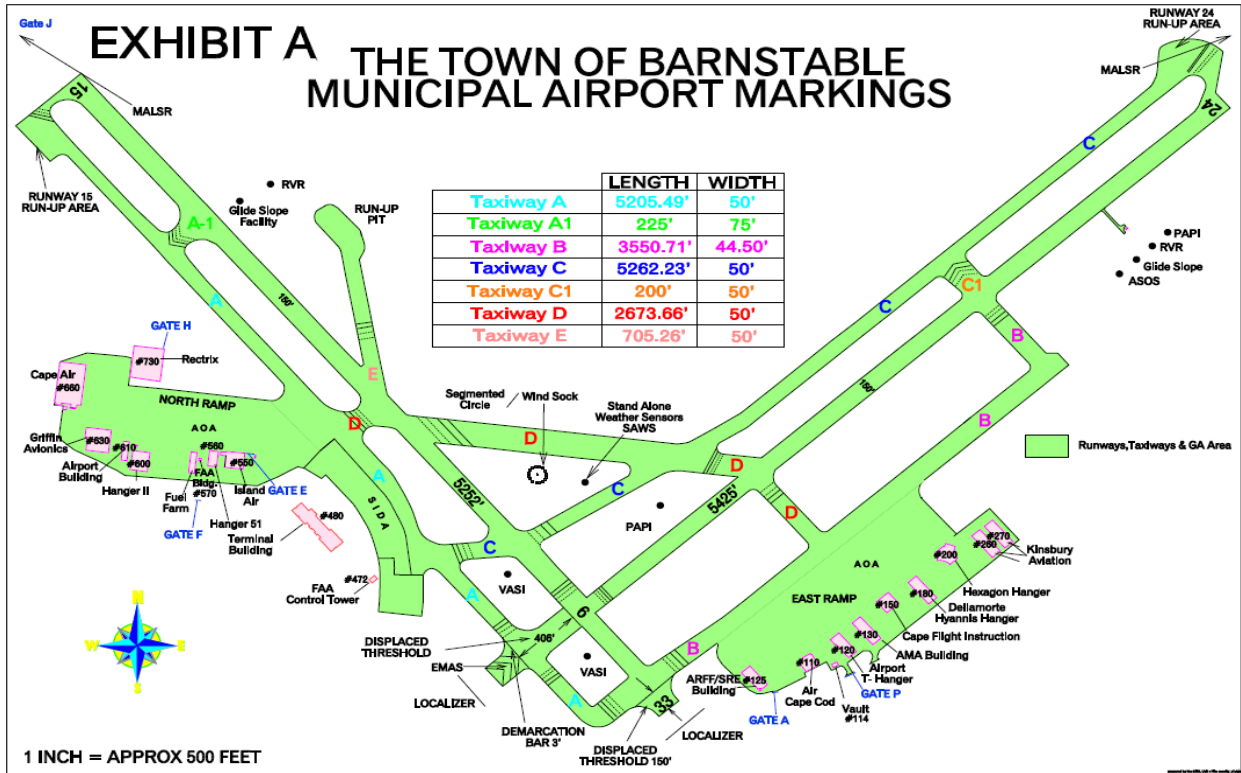 Gate J
EXHIBIT A
THE TOWN OF BARNSTABLE
MUNICIPAL AIRPORT MARKINGS
RUNWAY 24
RUN-UP AREA
MALSR
15
MALSR
24
RUNWAY 15
RUN-UP AREA
RVR
Glide Slope
Facility
RUN-UP
PIT
A-1
LENGTH WIDTH
Taxiway A 5205.49' 50'
Taxiway A1 225' 75'
Taxiway B 3550.71' 44.50'
Taxiway C 5262.23' 50'
Taxiway C1 200' 50'
Taxiway D 2673.66' 50'
Taxiway E 705.26' 50'
C
PAPI
RVR
Glide Slope
ASOS
C1
C
B
A
150'
150'
GATE H
#730
Rectrix
Cape Air
#660
NORTH RAMP
AOA
Griffin
Avionics
#630
#610
Airport
Building
#600
Hanger II
#560
#550
FAA
Bldg.
#570
Fuel
Farm
Island
Air
GATE E
Hanger 51
GATE F
Terminal
Building
#480
SIDA
#472
FAA
Control Tower
E
D
A
Segmented
Circle
Wind Sock
Stand Alone
Weather Sensors
SAWS
D
D
D
B
5252'
C
C
5425'
PAPI
VASI
A
6
406'
DISPLACED
THRESHOLD
EMAS
LOCALIZER
VASI
A
B
33
DEMARCATION
BAR 3'
DISPLACED
THRESHOLD 150'
LOCALIZER
Runways,Taxiways & GA Area
AOA
EAST RAMP
#270
#260
Kinsbury
Aviation
#200
Hexagon Hanger
#180
Dellamorte
Hyannis Hanger
#150
Cape Flight Instruction
#130
AMA Building
#120
Airport
T- Hanger
#110
Air
Cape Cod
GATE P
Vault
#114
ARFF/SRE
Building
#125
GATE A
N
W E
S
1 INCH = APPROX 500 FEET